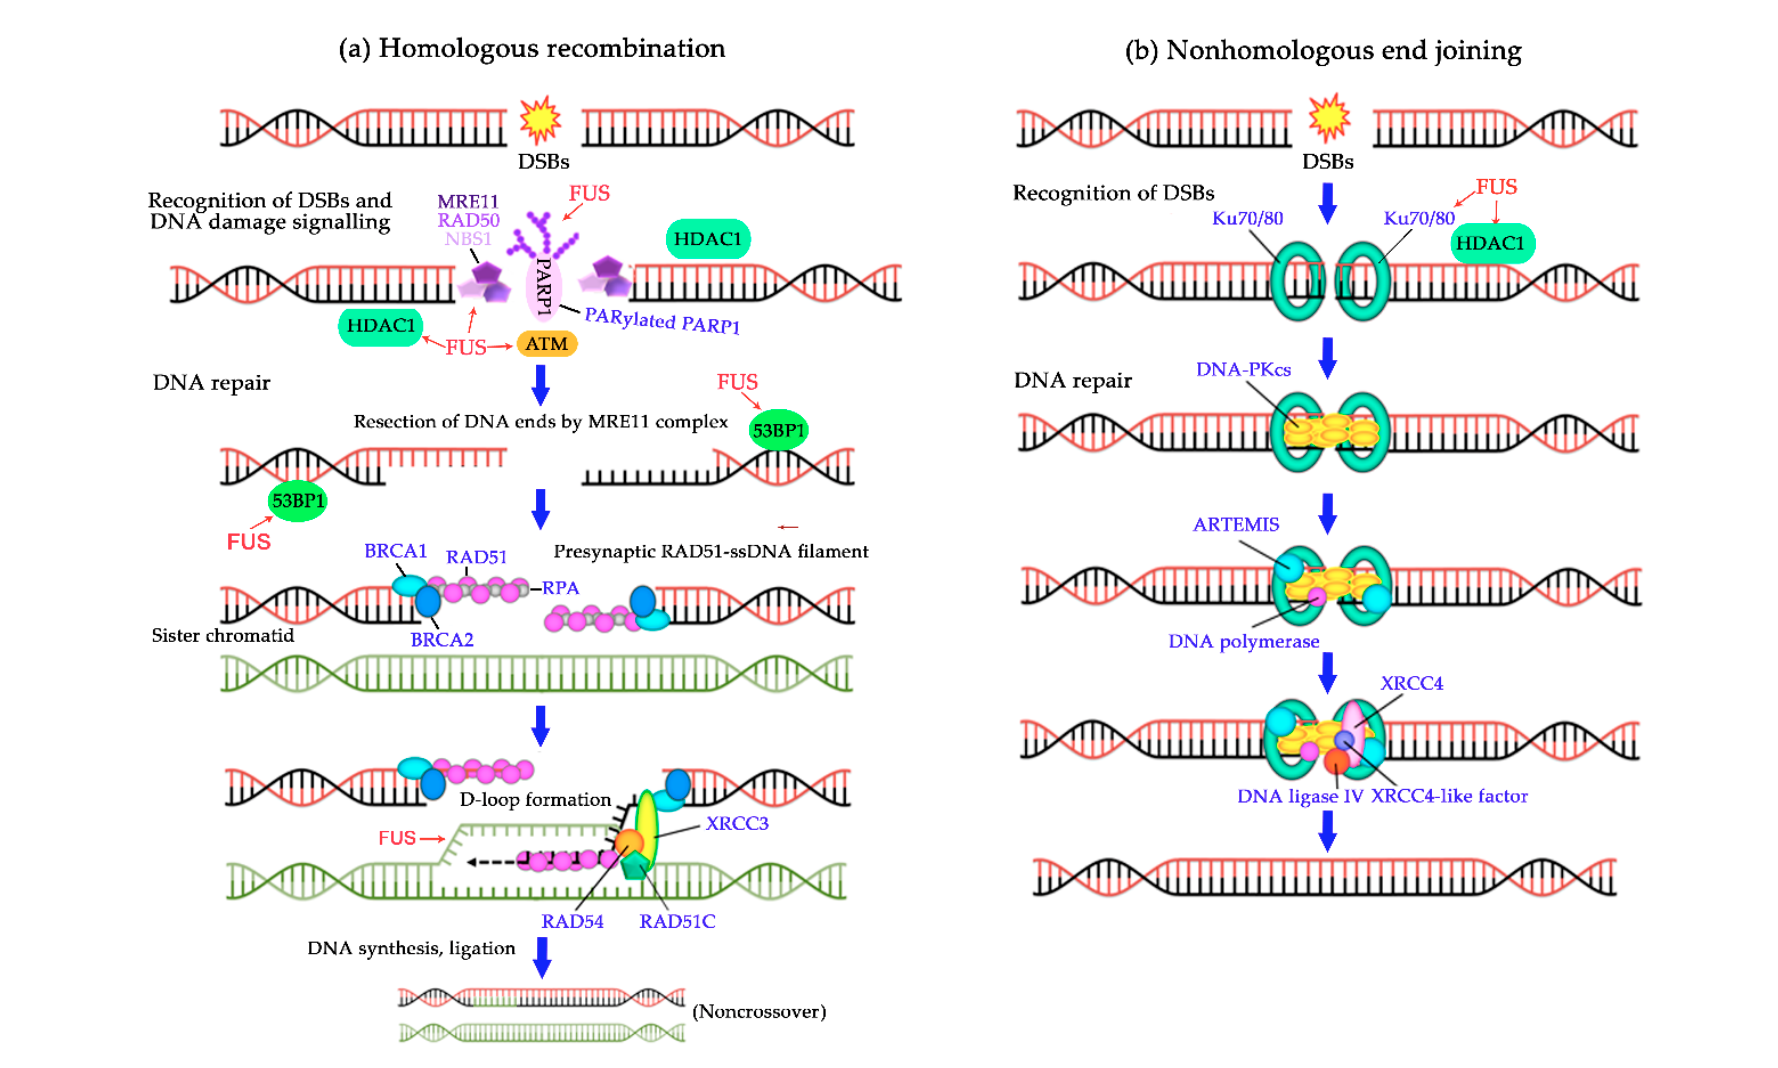 (a) Homologous recombination
DSBs
Recognition of DSBs and
DNA damage signalling
MRE11
RAD50
NBS1
FUS
HDAC1
PARP1
PARylated PARP1
HDAC1
FUS
ATM
DNA repair
FUS
Resection of DNA ends by MRE11 complex
53BP1
53BP1
FUS
BRCA1
RAD51
Presynaptic RAD51-ssDNA filament
RPA
BRCA2
Sister chromatid
D-loop formation
FUS
XRCC3
RAD54
RAD51C
DNA synthesis, ligation
(Noncrossover)
(b) Nonhomologous end joining
DSBs
Recognition of DSBs
FUS
Ku70/80
Ku70/80
HDAC1
DNA-PKcs
DNA repair
ARTEMIS
DNA polymerase
XRCC4
DNA ligase IV
XRCC4-like factor